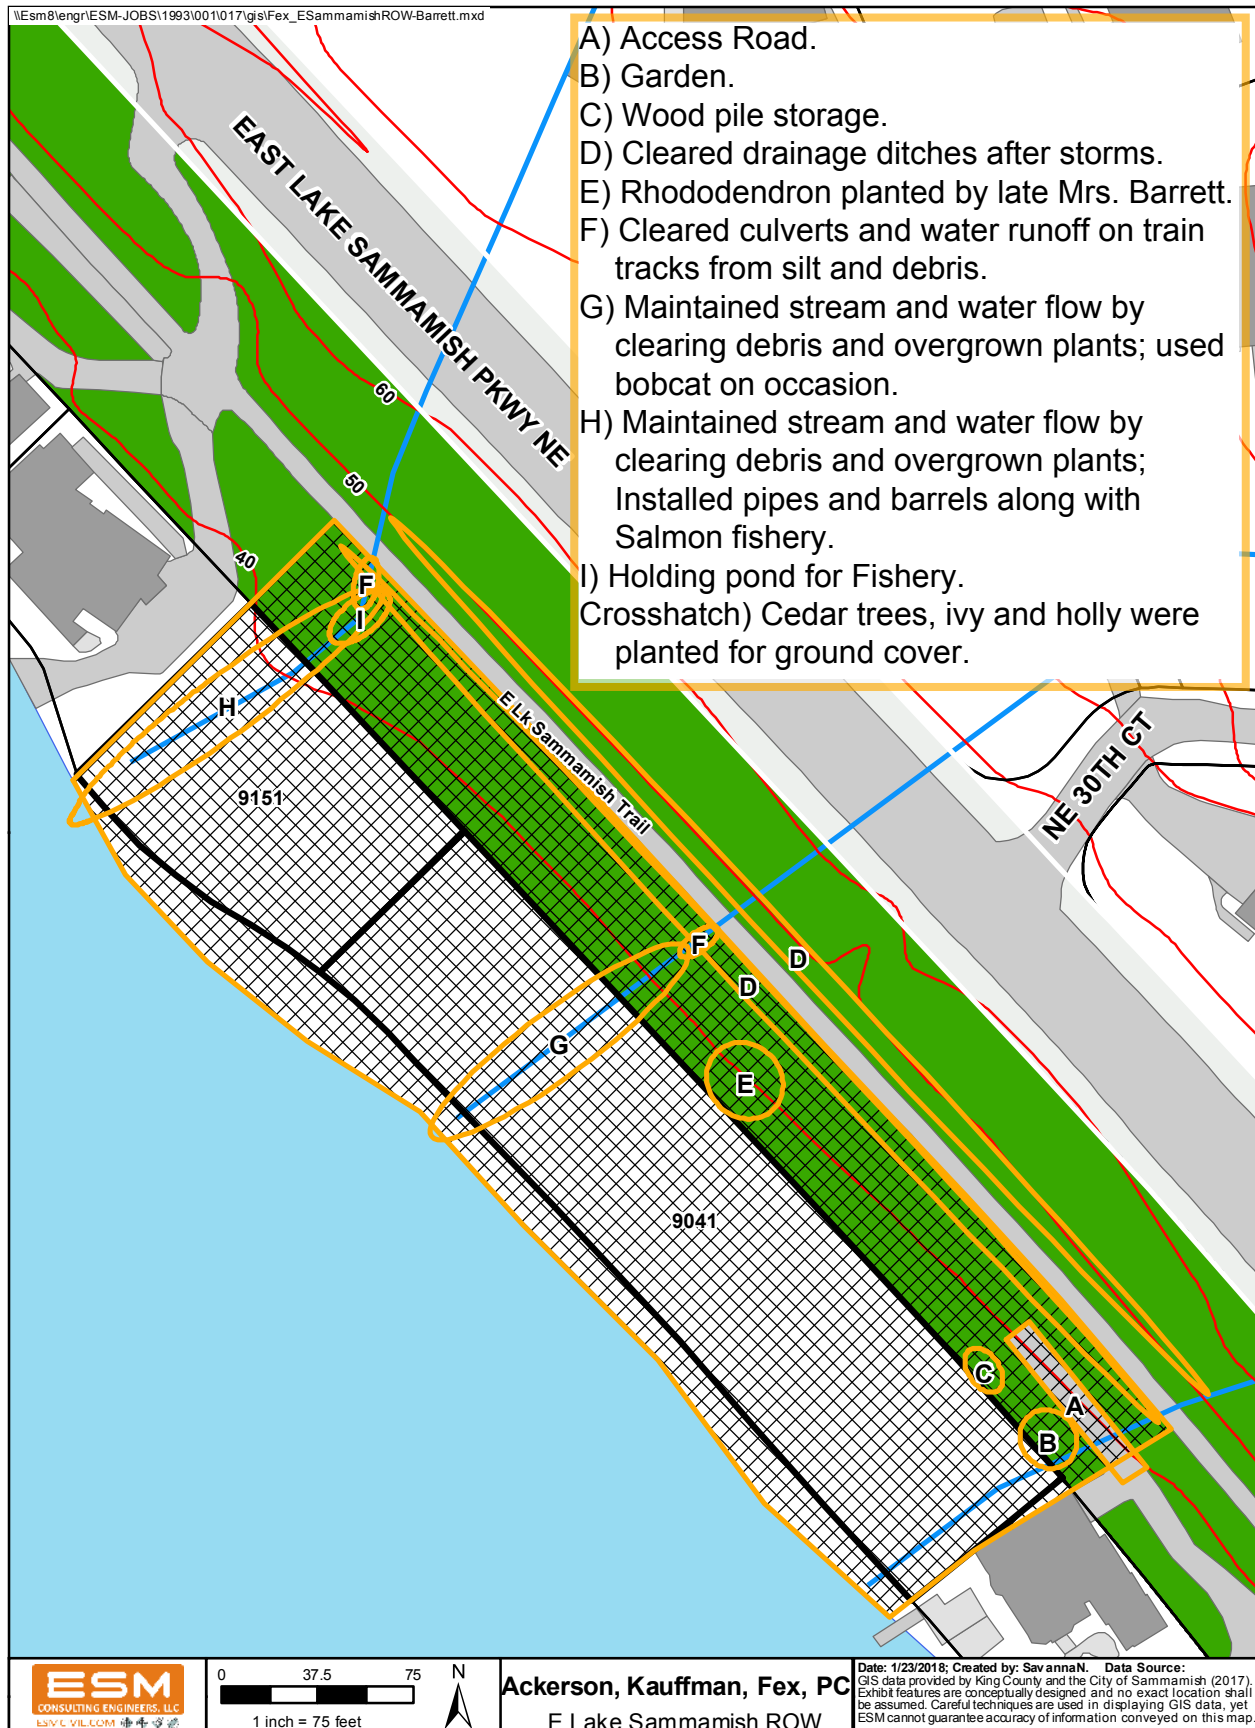 \\Esm8\engr\ESM-JOBS\1993\001\017\gis\Fex_ESammamishROW-Barrett.mxd
A) Access Road.
B) Garden.
C) Wood pile storage.
D) Cleared drainage ditches after storms.
E) Rhododendron planted by late Mrs. Barrett.
F) Cleared culverts and water runoff on train
tracks from silt and debris.
G) Maintained stream and water flow by
clearing debris and overgrown plants; used
bobcat on occasion.
H) Maintained stream and water flow by
clearing debris and overgrown plants;
Installed pipes and barrels along with
Salmon fishery.
I) Holding pond for Fishery.
Crosshatch) Cedar trees, ivy and holly were
planted for ground cover.
EAST LAKE SAMMAMISH PKWY NE
60
50
40
F
I
H
E Lk Sammamish Trail
NE 30TH CT
9151
F
D
D
G
E
9041
C
A
B
ESM
CONSULTING ENGINEERS, LLC
0 37.5 75
1 inch = 75 feet
N
Ackerson, Kauffman, Fex, PC
E Lake Sammamish ROW
Date: 1/23/2018; Created by: SavannaN. Data Source:
GIS data provided by King County and the City of Sammamish (2017).
Exhibit features are conceptually designed and no exact location shall
be assumed. Careful techniques are used in displaying GIS data, yet
ESM cannot guarantee accuracy of information conveyed on this map.